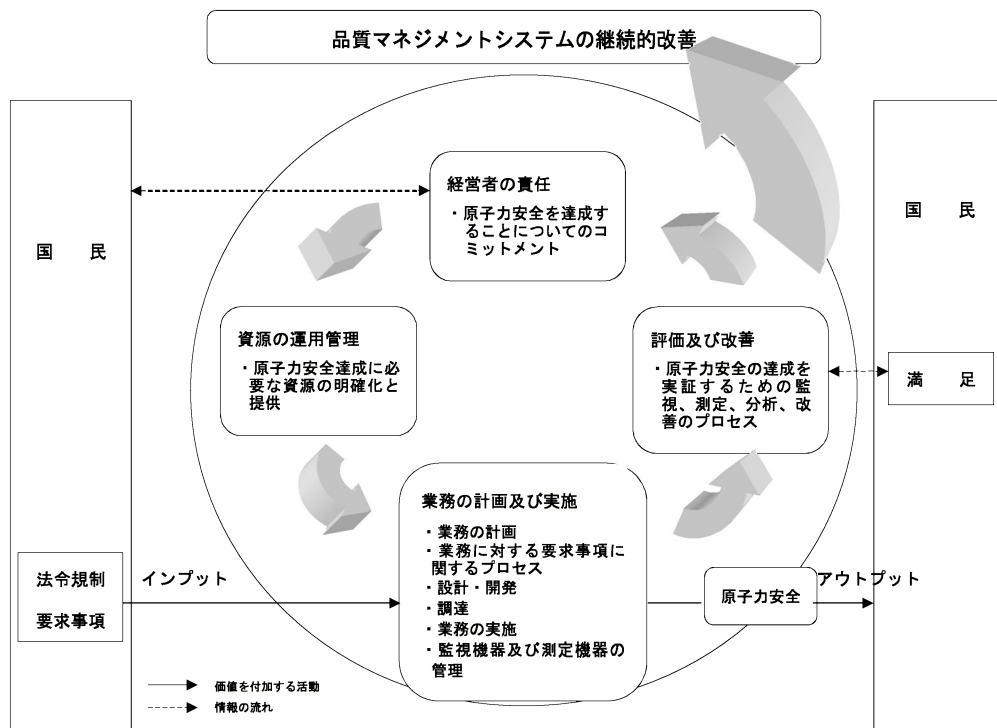 品質マネジメントシステムの継続的改善
国 民
経営者の責任
・原子力安全を達成す
ることについてのコ
ミットメント
国 民
資源の運用管理
・原子力安全達成に必
要な資源の明確化と
提供
評価及び改善
・原子力安全の達成を
実証するための監
視、測定、分析、改
善のプロセス
満 足
業務の計画及び実施
・業務の計画
・業務に対する要求事項に
関するプロセス
・設計・開発
・調達
・業務の実施
・監視機器及び測定機器の
管理
法令規制
要求事項
インプット
原子力安全
アウトプット
価値を付加する活動
情報の流れ